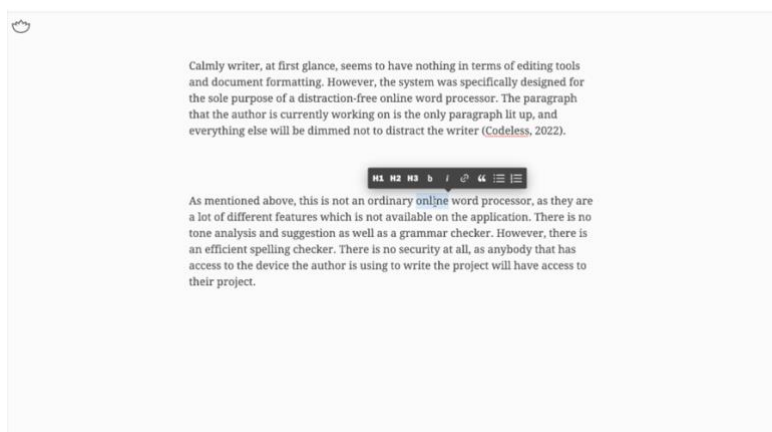 Calmly writer, at first glance, seems to have nothing in terms of editing tools
and document formatting. However, the system was specifically designed for
the sole purpose of a distraction-free online word processor. The paragraph
that the author is currently working on is the only paragraph lit up, and
everything else will be dimmed not to distract the writer (Codeless, 2022).
H1 H2 H3 b i “
As mentioned above, this is not an ordinary online word processor, as they are
a lot of different features which is not available on the application. There is no
tone analysis and suggestion as well as a grammar checker. However, there is
an efficient spelling checker. There is no security at all, as anybody that has
access to the device the author is using to write the project will have access to
their project.